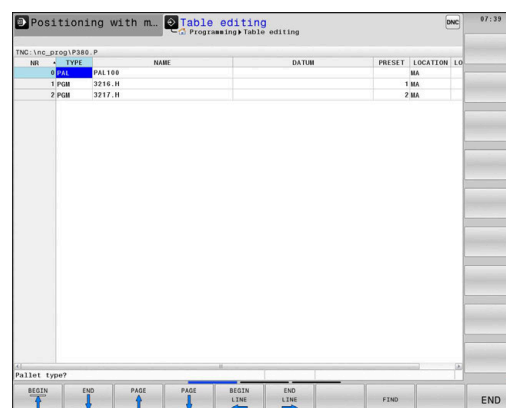 Positioning with m… Table editing DNC 07:39
Programming Table editing
TNC:\nc_prog\P380.P
NR TYPE NAME DATUM PRESET LOCATION LO
0 PAL PAL100 MA
1 PGM 3216.H 1 MA
2 PGM 3217.H 2 MA
Pallet type?
BEGIN END PAGE PAGE BEGIN LINE END LINE FIND END